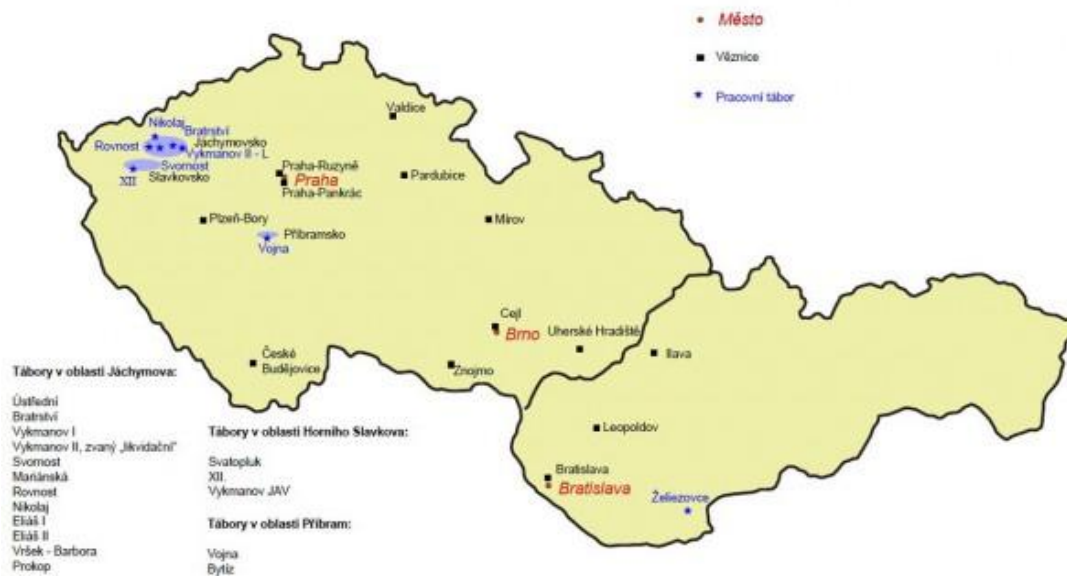 Město
Věznice
Pracovní tábor
Valdice
Nikolaj
Bratrství
Rovnost
Jáchymovsko
Vykmanov II - L
Svornost
XII
Slavkovsko
Praha-Ruzyně
Praha
Praha-Pankrác
Pardubice
Plzeň-Bory
Mírov
Příbramsko
Vojna
Cejl
Brno
Uherské Hradiště
České
Budějovice
Znojmo
Ilava
Leopoldov
Bratislava
Bratislava
Želiezovce
Tábory v oblasti Jáchymova:
Ústřední
Bratrství
Vykmanov I
Vykmanov II, zvaný „likvidační"
Svornost
Mariánská
Rovnost
Nikolaj
Eliáš I
Eliáš II
Vršek - Barbora
Prokop
Tábory v oblasti Horního Slavkova:
Svatopluk
XII.
Vykmanov JAV
Tábory v oblasti Příbram:
Vojna
Bytíz